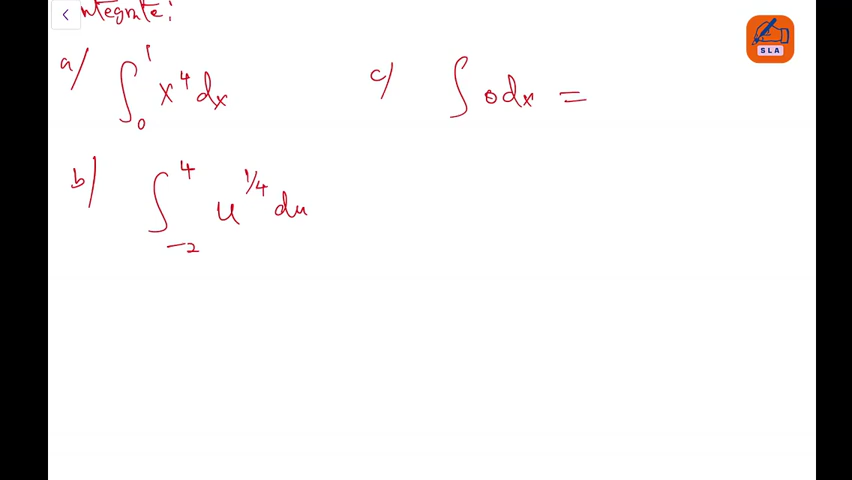 ntegrate:
a/ ∫₀¹ x⁴ dx
b/ ∫₋₂⁴ u^{1/4} du
c/ ∫ 0 dx =
SLA